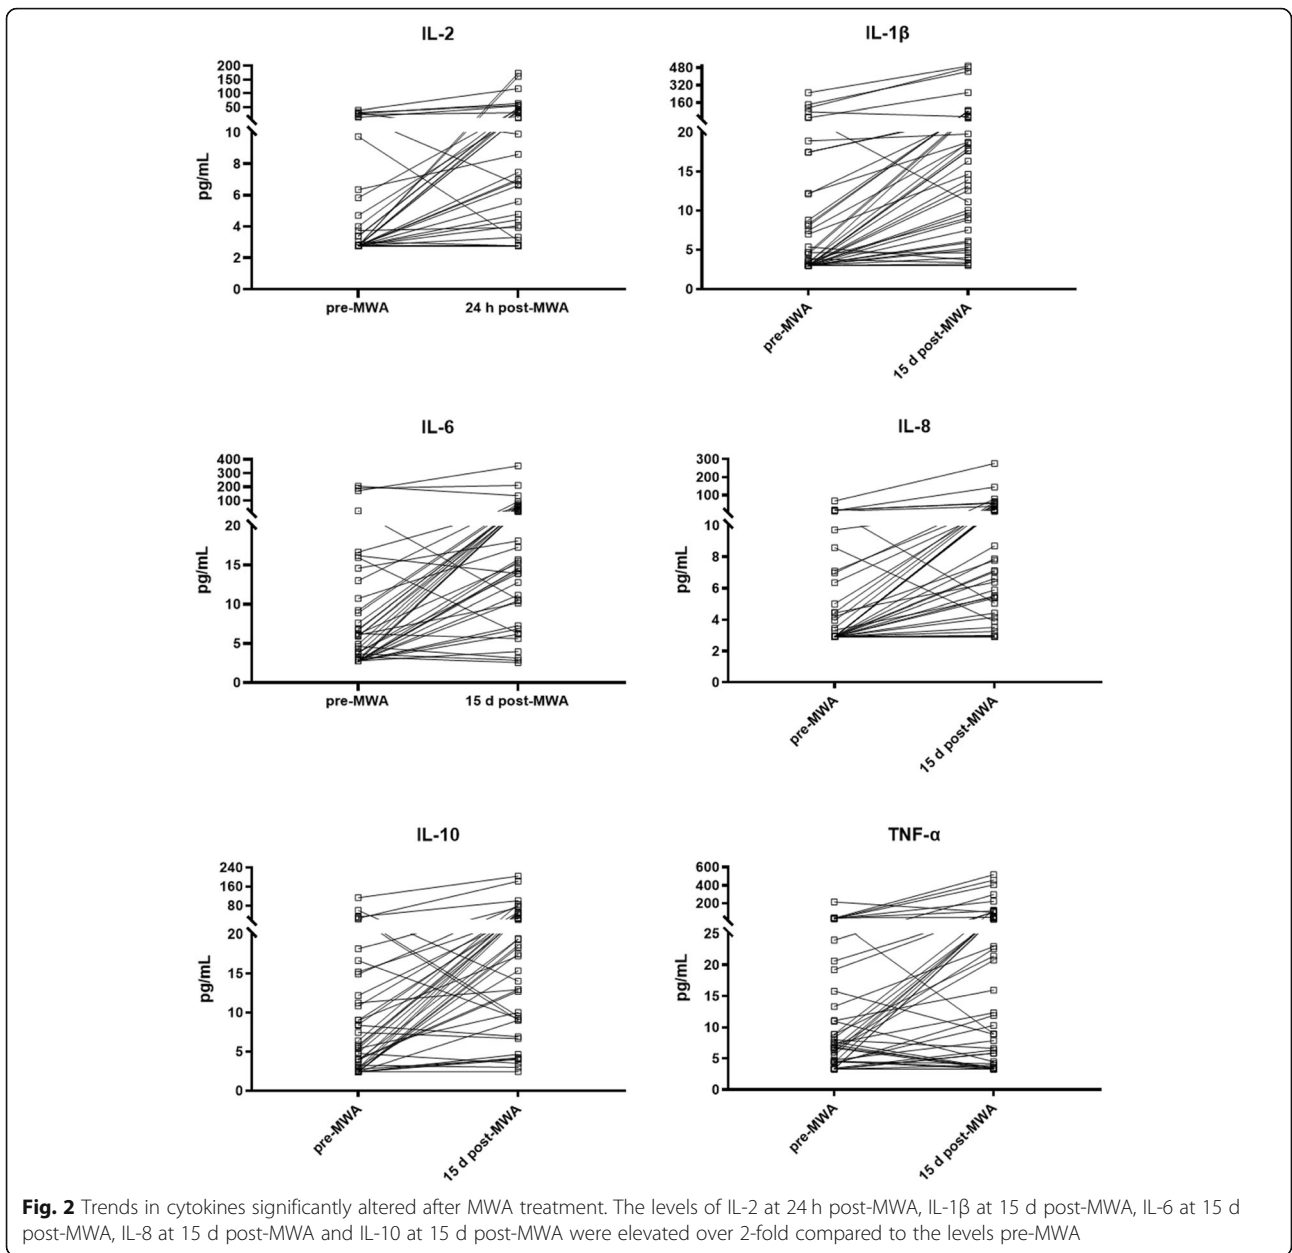 IL-2
200
150
100
50
10
8
6
4
2
0
pg/mL
pre-MWA
24 h post-MWA
IL-1β
480
320
160
20
15
10
5
0
pre-MWA
15 d post-MWA
IL-6
400
300
200
100
20
15
10
5
0
pg/mL
pre-MWA
15 d post-MWA
IL-8
300
200
100
10
8
6
4
2
0
pg/mL
pre-MWA
15 d post-MWA
IL-10
240
160
80
20
15
10
5
0
pg/mL
pre-MWA
15 d post-MWA
TNF-α
600
400
200
25
20
15
10
5
0
pg/mL
pre-MWA
15 d post-MWA
Fig. 2 Trends in cytokines significantly altered after MWA treatment. The levels of IL-2 at 24 h post-MWA, IL-1β at 15 d post-MWA, IL-6 at 15 d
post-MWA, IL-8 at 15 d post-MWA and IL-10 at 15 d post-MWA were elevated over 2-fold compared to the levels pre-MWA